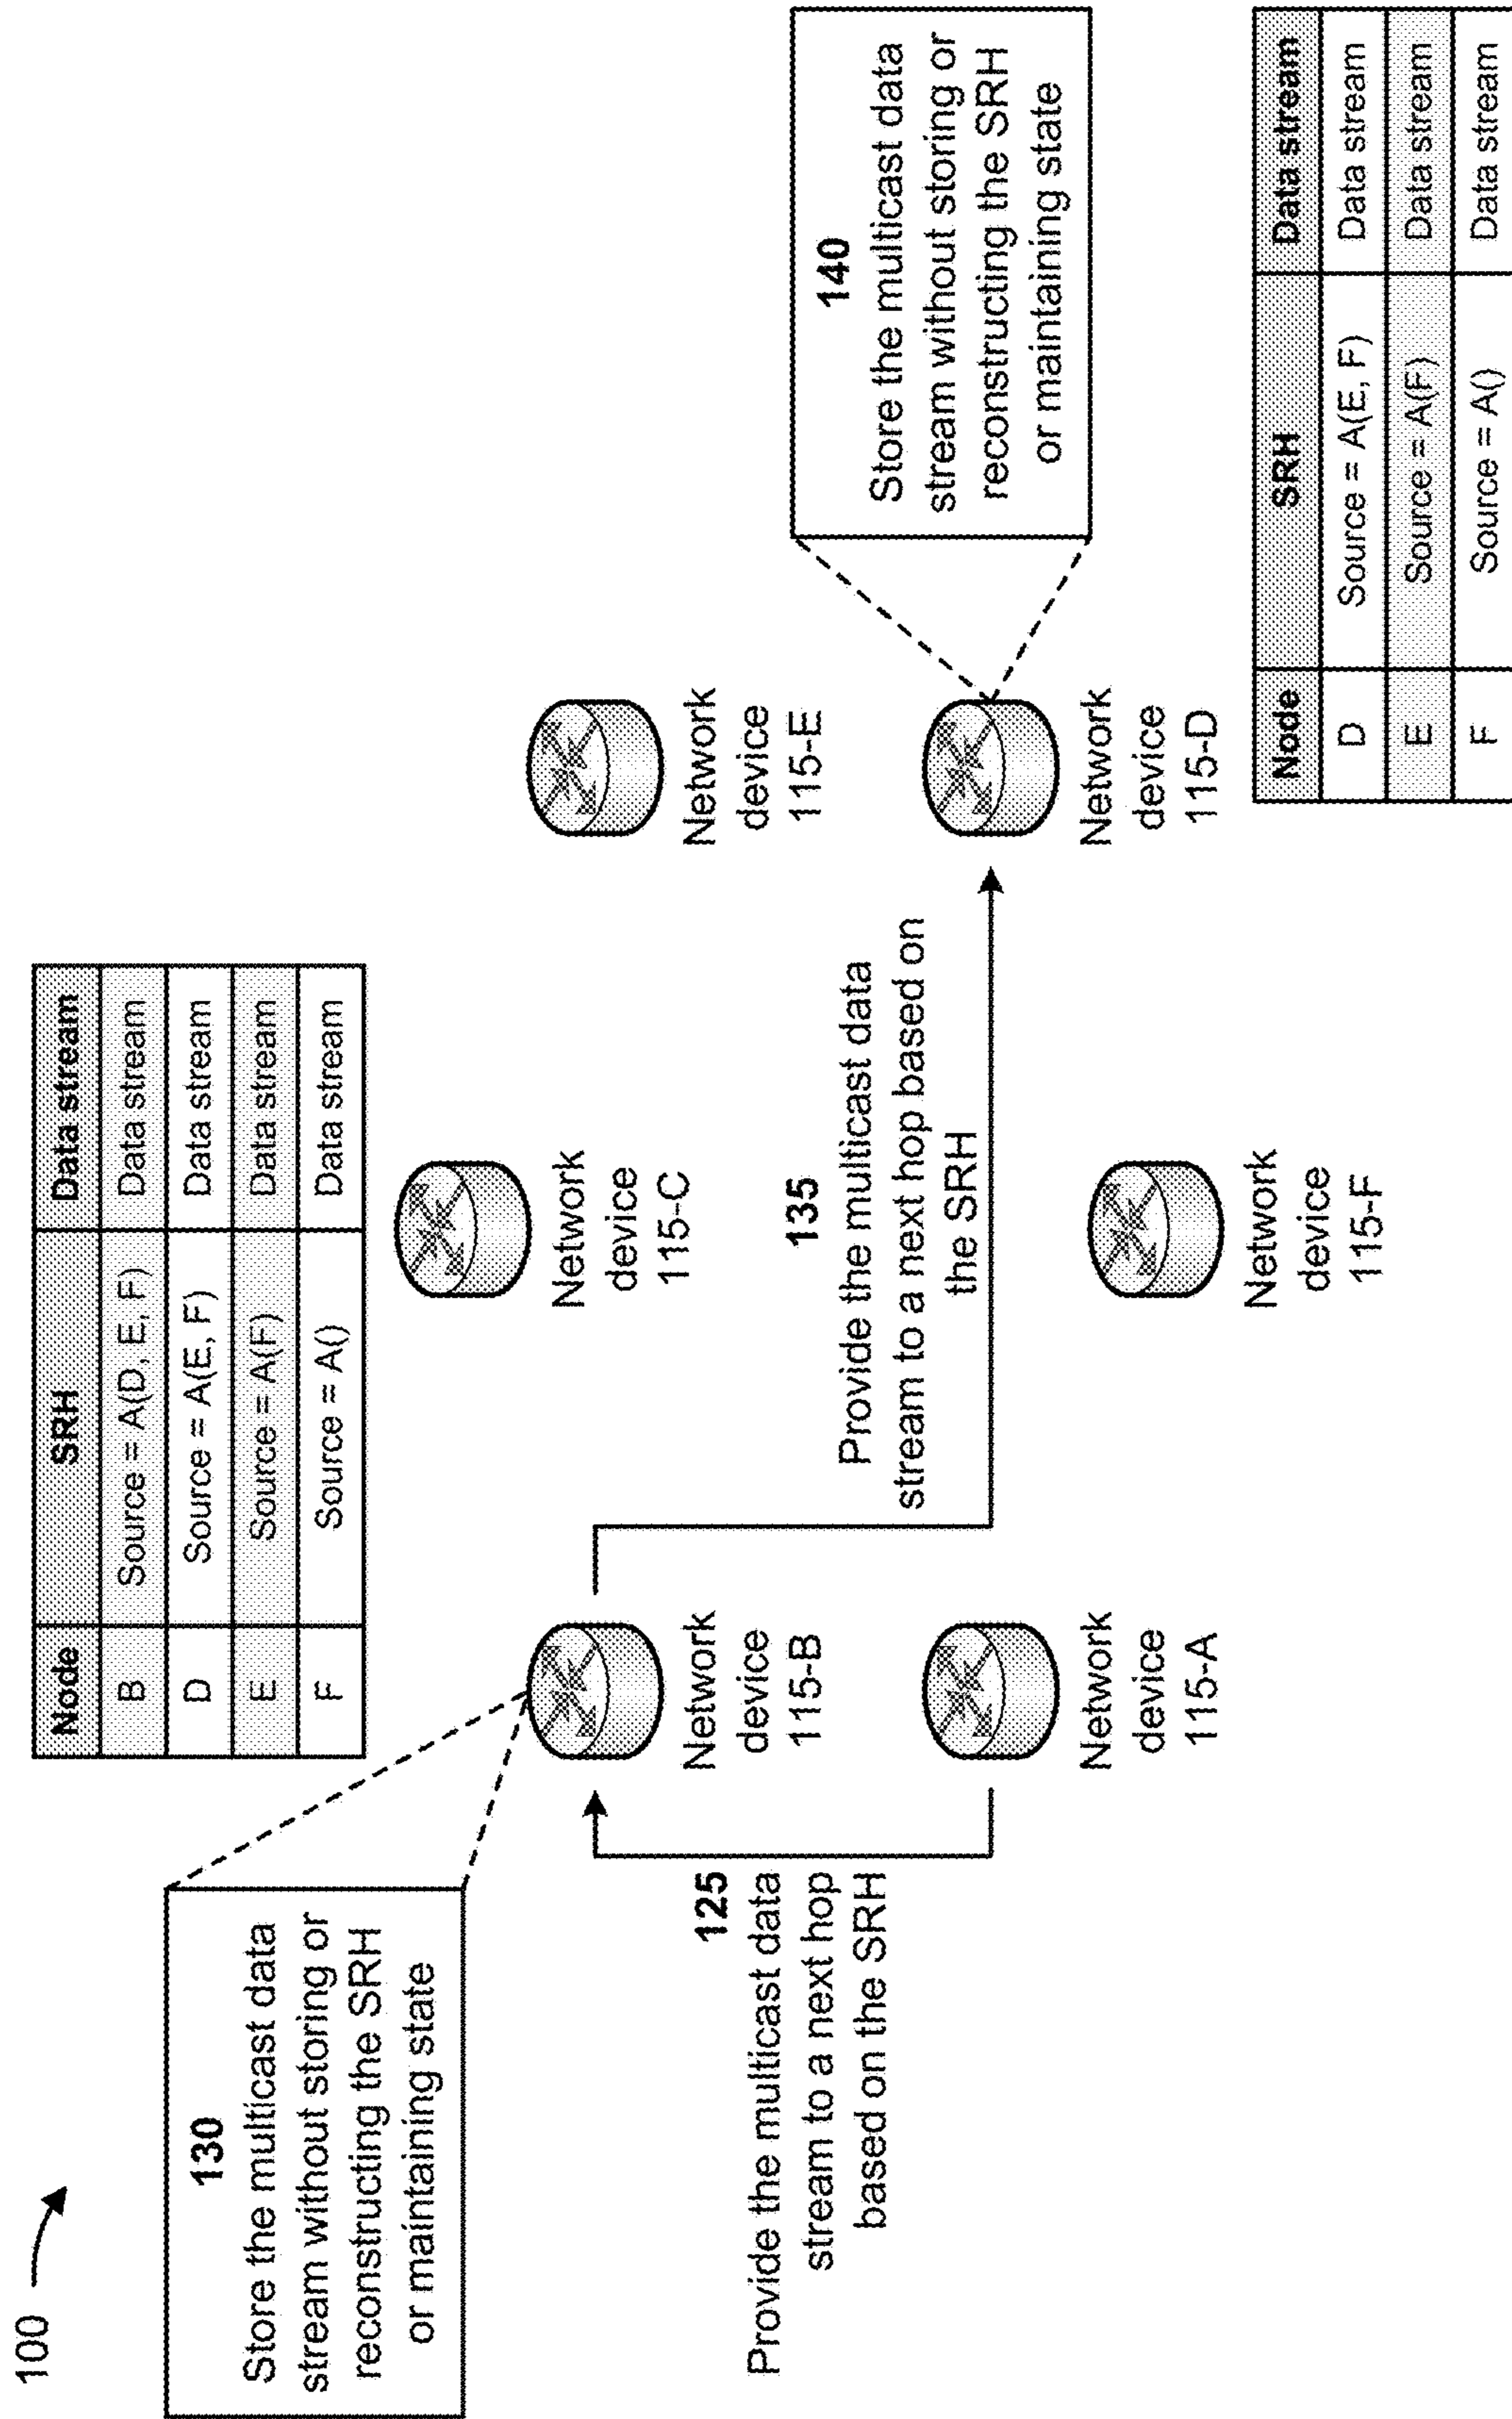 100
Node SRH Data stream
B Source = A(D, E, F) Data stream
D Source = A(E, F) Data stream
E Source = A(F) Data stream
F Source = A() Data stream
130
Store the multicast data
stream without storing or
reconstructing the SRH
or maintaining state
Network
device
115-C
Network
device
115-B
Network
device
115-E
125
Provide the multicast data
stream to a next hop
based on the SRH
135
Provide the multicast data
stream to a next hop based on
the SRH
140
Store the multicast data
stream without storing or
reconstructing the SRH
or maintaining state
Network
device
115-A
Network
device
115-D
Network
device
115-F
Node SRH Data stream
D Source = A(E, F) Data stream
E Source = A(F) Data stream
F Source = A() Data stream